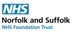 NHS
Norfolk and Suffolk
NHS Foundation Trust